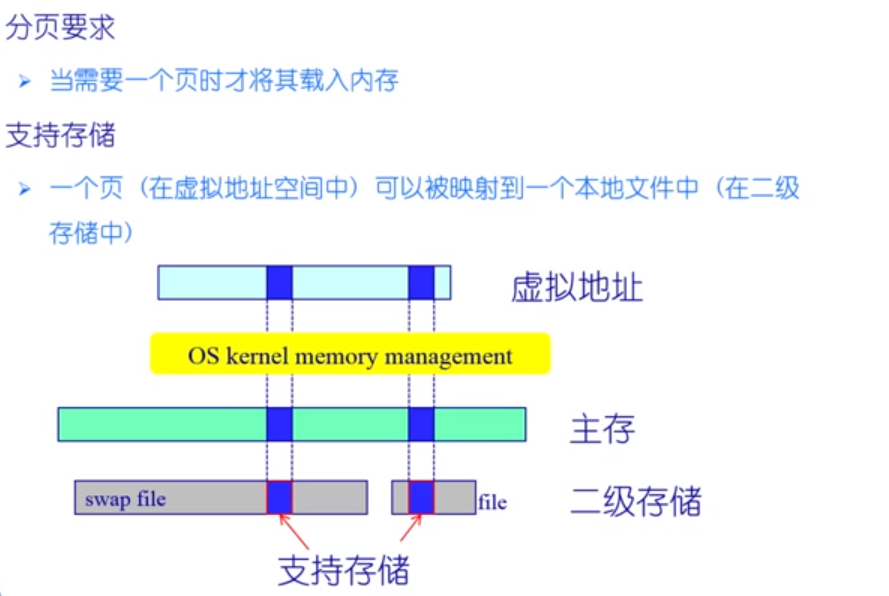 分页要求
➢ 当需要一个页时才将其载入内存
支持存储
➢ 一个页（在虚拟地址空间中）可以被映射到一个本地文件中（在二级
存储中）
虚拟地址
OS kernel memory management
主存
swap file
file
二级存储
支持存储